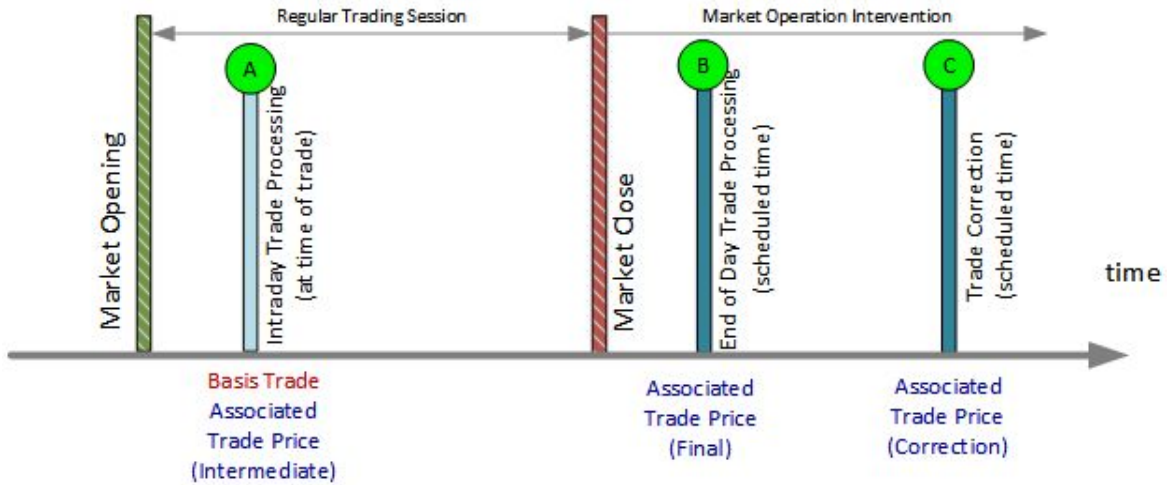 Regular Trading Session
Market Operation Intervention
A
B
C
Market Opening
Intraday Trade Processing
(at time of trade)
Market Close
End of Day Trade Processing
(scheduled time)
Trade Correction
(scheduled time)
time
Basis Trade
Associated
Trade Price
(Intermediate)
Associated
Trade Price
(Final)
Associated
Trade Price
(Correction)